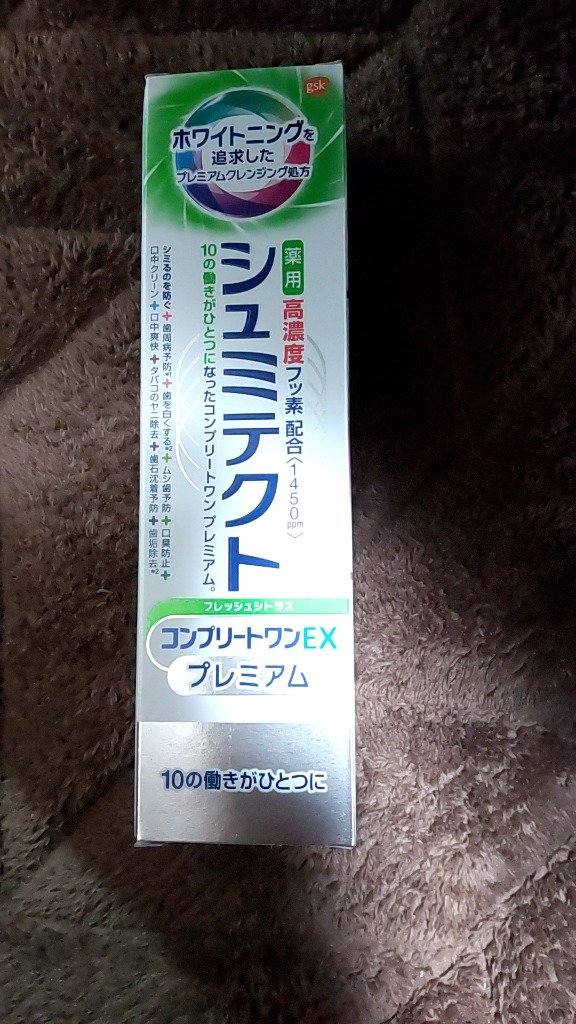 gsk
ホワイトニングを
追求した
プレミアムクレンジング処方
薬用
高濃度フッ素 配合〈1450ppm〉
シュミテクト
10の働きがひとつになったコンプリートワン プレミアム。
シミるのを防ぐ+歯周病予防*1+歯を白くする*2+ムシ歯予防+口臭防止+
口中クリーン+口中爽快+タバコのヤニ除去+歯石沈着予防+歯垢除去*2
フレッシュシトラス
コンプリートワンEX
プレミアム
10の働きがひとつに